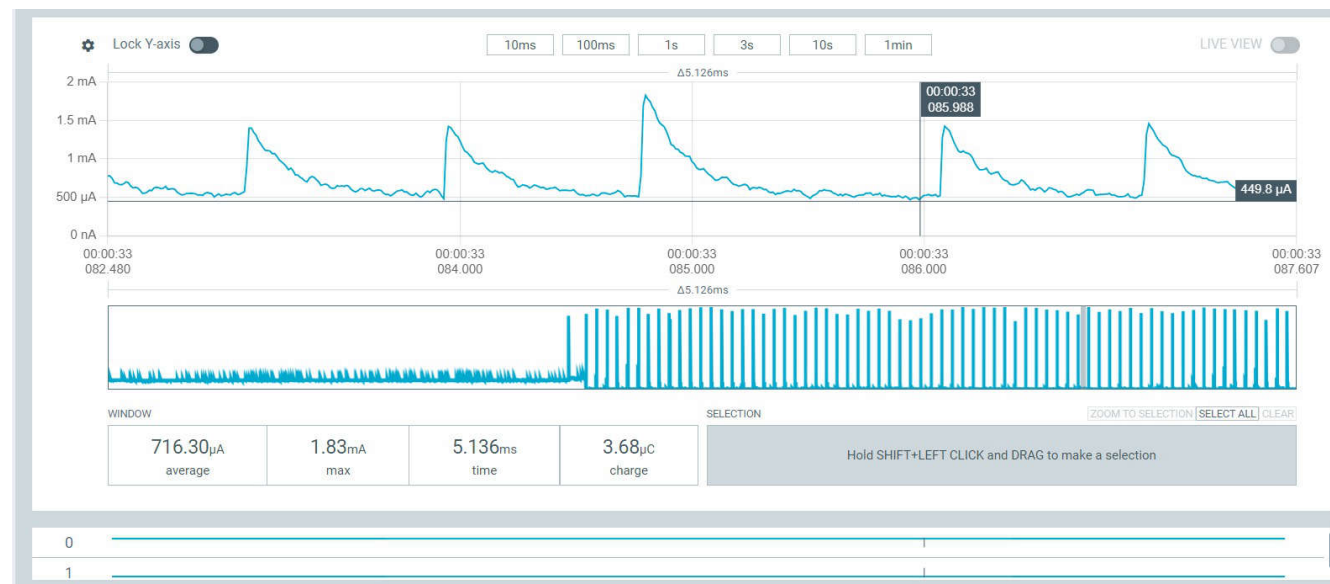 Lock Y-axis
10ms 100ms 1s 3s 10s 1min
LIVE VIEW
Δ5.126ms
2 mA
1.5 mA
1 mA
500 µA
0 nA
00:00:33
085.988
449.8 µA
00:00:33 00:00:33 00:00:33 00:00:33 00:00:33
082.480 084.000 085.000 086.000 087.607
Δ5.126ms
WINDOW
716.30µA 1.83mA 5.136ms 3.68µC
average max time charge
SELECTION
ZOOM TO SELECTION SELECT ALL CLEAR
Hold SHIFT+LEFT CLICK and DRAG to make a selection
0
1